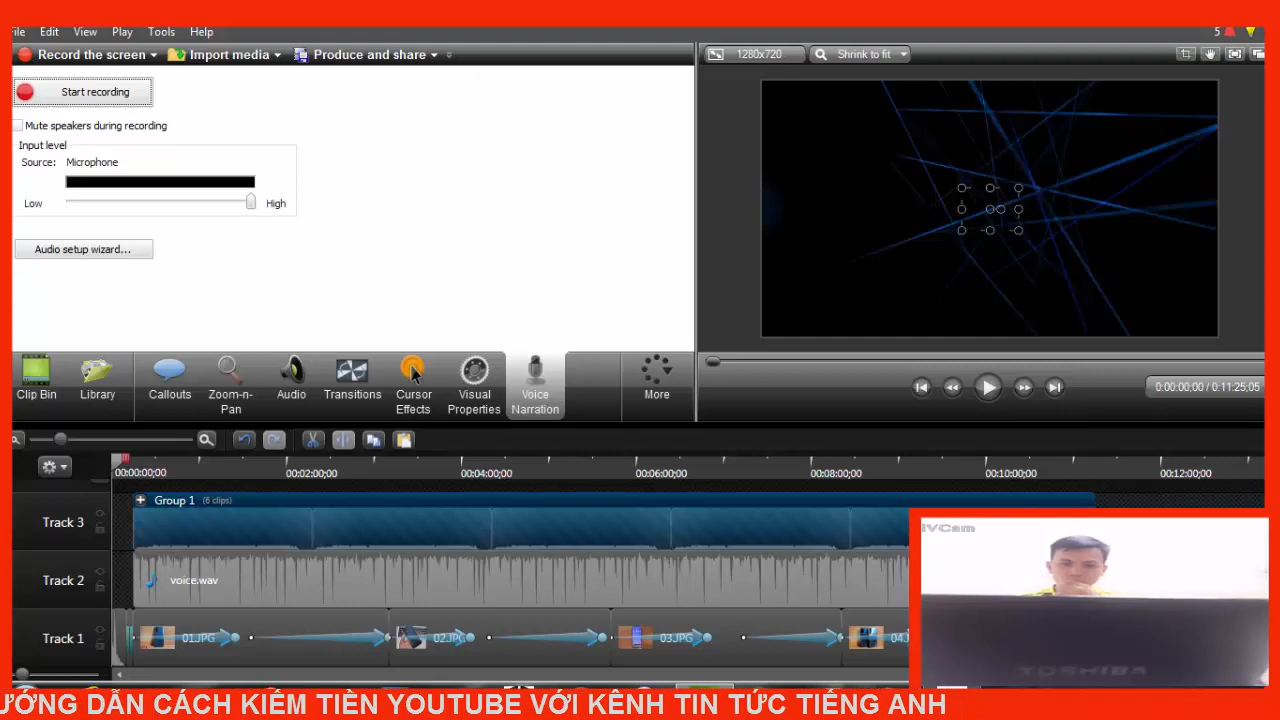 File Edit View Play Tools Help
5
Record the screen Import media Produce and share
1280x720 Shrink to fit
Start recording
Mute speakers during recording
Input level
Source: Microphone
Low High
Audio setup wizard...
Clip Bin Library Callouts Zoom-n-Pan Audio Transitions Cursor Effects Visual Properties Voice Narration More
0:00:00;00 / 0:11:25;05
00:00:00;00 00:02:00;00 00:04:00;00 00:06:00;00 00:08:00;00 00:10:00;00 00:12:00;00
Track 3 Group 1 (6 clips)
Track 2 voice.wav
Track 1 01.JPG 02.JPG 03.JPG 04.J
iVCam
TOSHIBA
ƯỚNG DẪN CÁCH KIẾM TIỀN YOUTUBE VỚI KÊNH TIN TỨC TIẾNG ANH